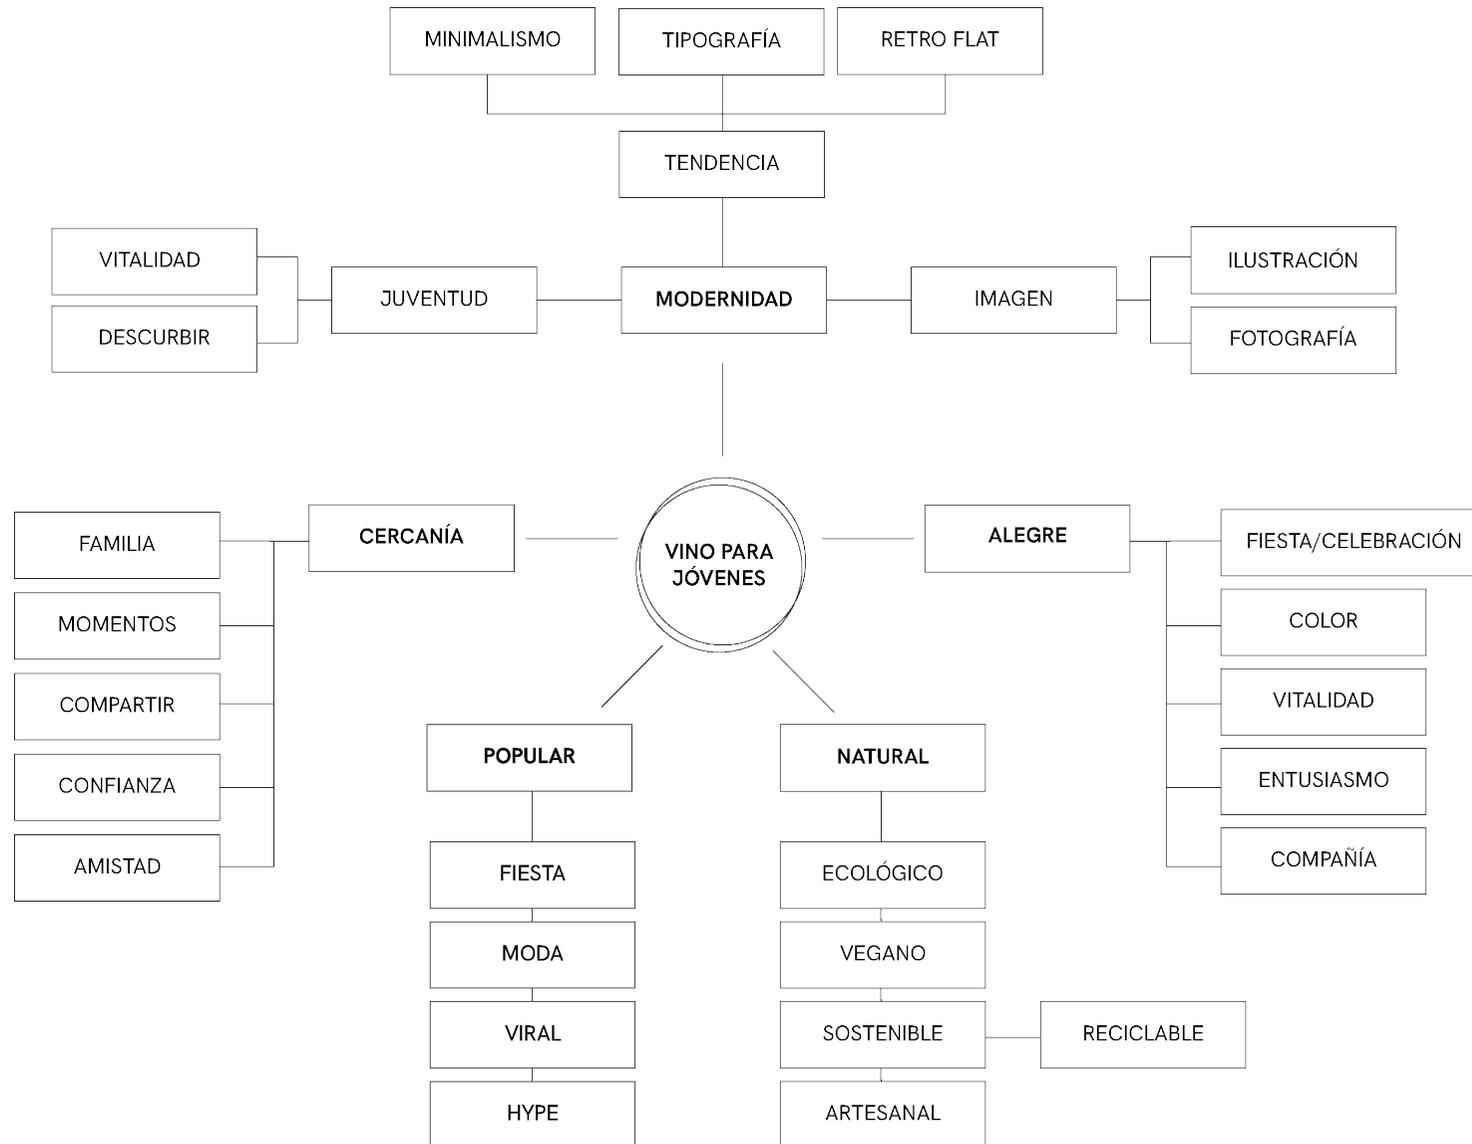 MINIMALISMO
TIPOGRAFÍA
RETRO FLAT
TENDENCIA
VITALIDAD
DESCURBIR
JUVENTUD
MODERNIDAD
IMAGEN
ILUSTRACIÓN
FOTOGRAFÍA
VINO PARA
JÓVENES
CERCANÍA
FAMILIA
MOMENTOS
COMPARTIR
CONFIANZA
AMISTAD
ALEGRE
FIESTA/CELEBRACIÓN
COLOR
VITALIDAD
ENTUSIASMO
COMPAÑÍA
POPULAR
FIESTA
MODA
VIRAL
HYPE
NATURAL
ECOLÓGICO
VEGANO
SOSTENIBLE
RECICLABLE
ARTESANAL